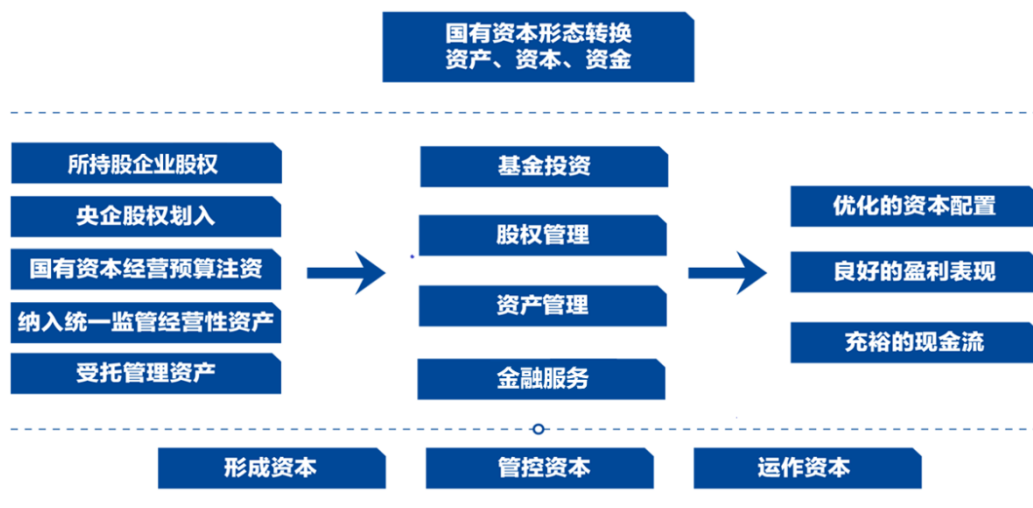 国有资本形态转换
资产、资本、资金
所持股企业股权
央企股权划入
国有资本经营预算注资
纳入统一监管经营性资产
受托管理资产
基金投资
股权管理
资产管理
金融服务
优化的资本配置
良好的盈利表现
充裕的现金流
形成资本
管控资本
运作资本